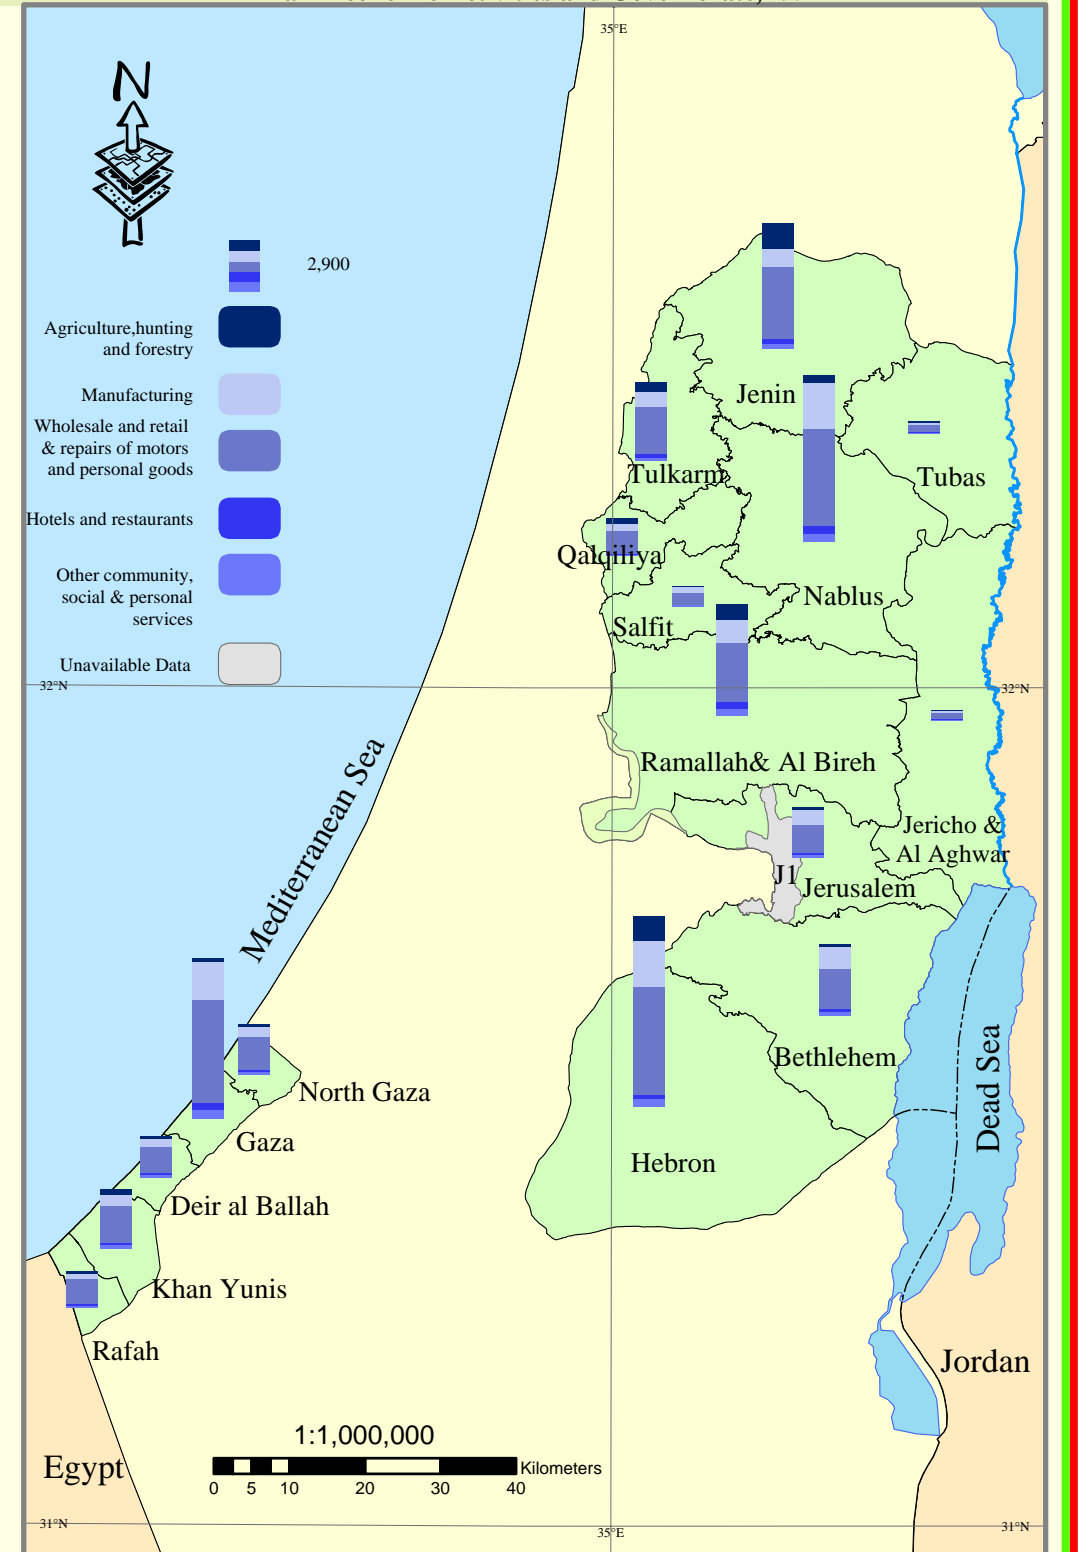 35°E
N
2,900
Agriculture,hunting
and forestry
Manufacturing
Wholesale and retail
& repairs of motors
and personal goods
Hotels and restaurants
Other community,
social & personal
services
Unavailable Data
Jenin
Tulkarm
Tubas
Qalqiliya
Nablus
Salfit
32°N
32°N
Ramallah& Al Bireh
Mediterranean Sea
Jericho &
Al Aghwar
J1
Jerusalem
Bethlehem
Dead Sea
North Gaza
Gaza
Hebron
Deir al Ballah
Khan Yunis
Rafah
Jordan
1:1,000,000
Egypt
Kilometers
0 5 10 20 30 40
31°N
35°E
31°N